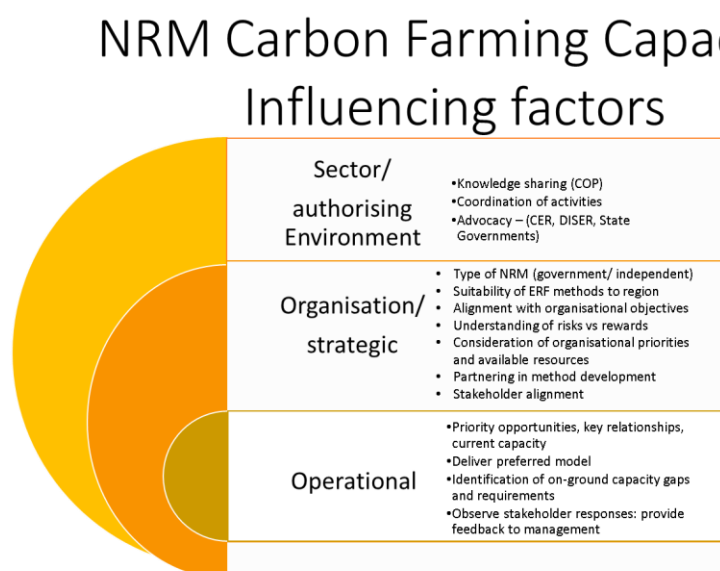 NRM Carbon Farming
Influencing factors
Sector/
authorising
Environment
•Knowledge sharing (COP)
•Coordination of activities
•Advocacy – (CER, DISER, State
Governments)
Organisation/
strategic
• Type of NRM (government/ independent)
• Suitability of ERF methods to region
• Alignment with organisational objectives
• Understanding of risks vs rewards
• Consideration of organisational priorities
and available resources
• Partnering in method development
• Stakeholder alignment
Operational
•Priority opportunities, key relationships,
current capacity
•Deliver preferred model
•Identification of on-ground capacity gaps
and requirements
•Observe stakeholder responses: provide
feedback to management